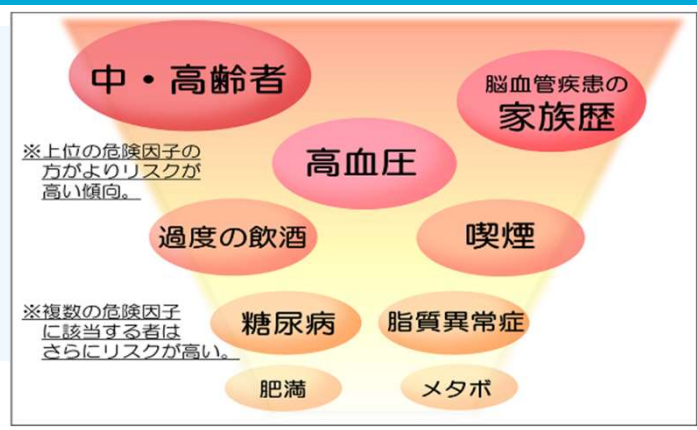 中・高齢者
脳血管疾患の
家族歴
高血圧
※上位の危険因子の
方がよりリスクが
高い傾向。
過度の飲酒
喫煙
※複数の危険因子
に該当する者は
さらにリスクが高い。
糖尿病
脂質異常症
肥満
メタボ